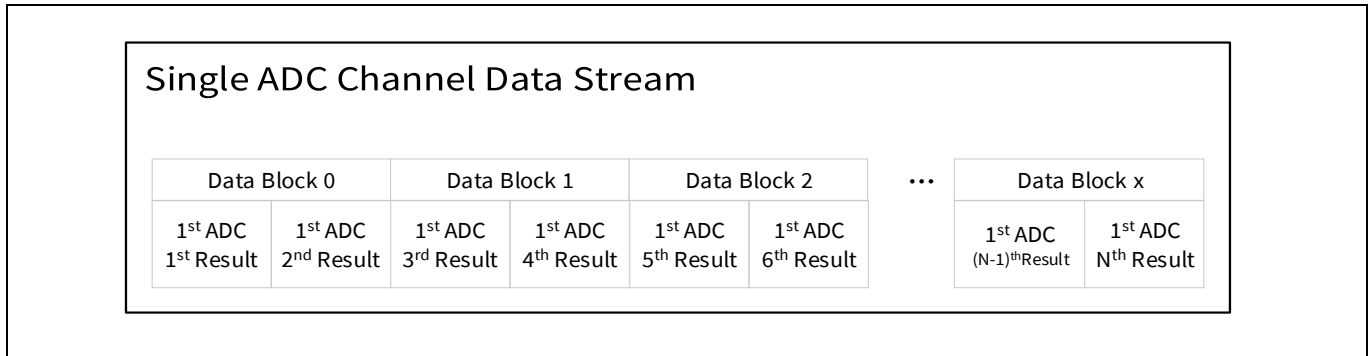 Single ADC Channel Data Stream
Data Block 0 Data Block 1 Data Block 2 ... Data Block x
1st ADC 1st ADC 1st ADC 1st ADC 1st ADC 1st ADC 1st ADC 1st ADC
1st Result 2nd Result 3rd Result 4th Result 5th Result 6th Result (N-1)thResult Nth Result